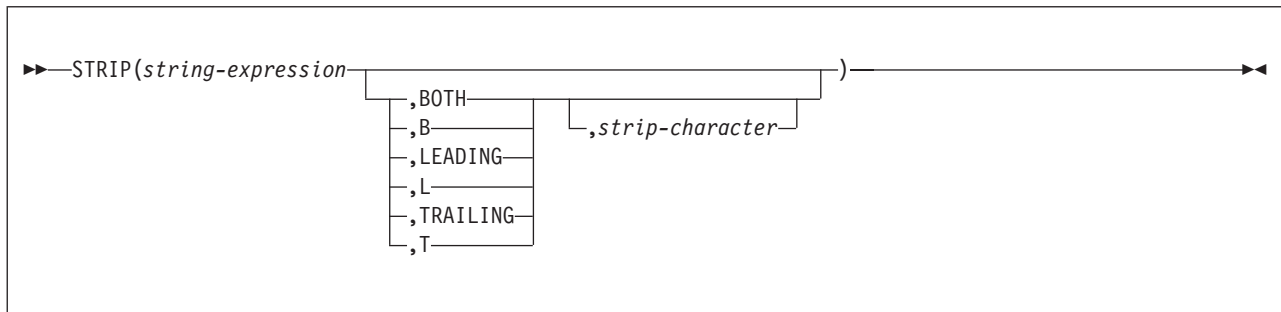 STRIP(string-expression )
,BOTH
,B ,strip-character
,LEADING
,L
,TRAILING
,T